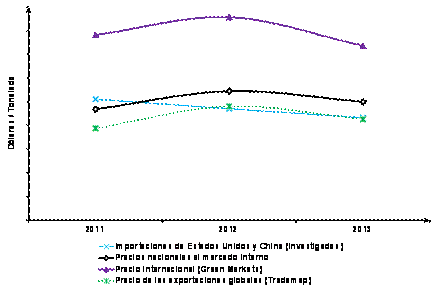 Dólares / Tonelada
2011 2012 2013
Importaciones de Estados Unidos y China (Investigadas)
Precios nacionales al mercado interno
Precio Internacional (Green Markets)
Precio de las exportaciones globales (Trademap)